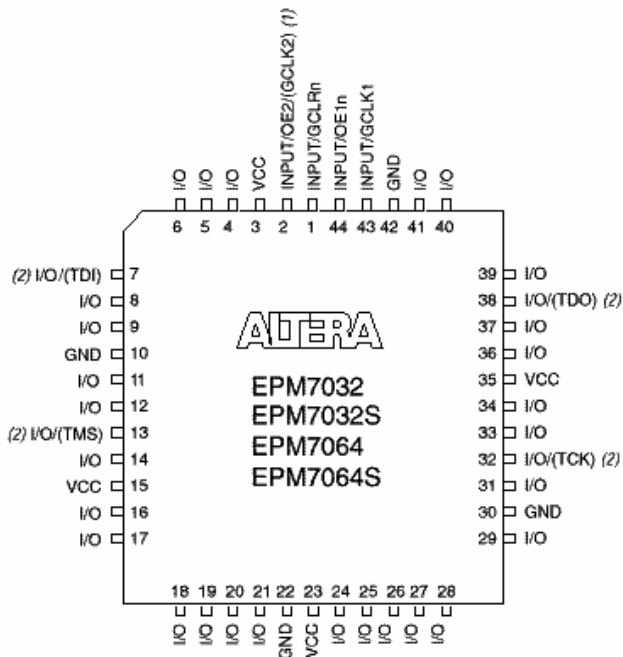 INPUT/OE2/(GCLK2) (1)
INPUT/GCLRn
INPUT/OE1n
INPUT/GCLK1
I/O I/O I/O VCC GND I/O I/O
6 5 4 3 2 1 44 43 42 41 40
(2) I/O/(TDI) 7
I/O 8
I/O 9
GND 10
I/O 11
I/O 12
(2) I/O/(TMS) 13
I/O 14
VCC 15
I/O 16
I/O 17
ALTERA
EPM7032
EPM7032S
EPM7064
EPM7064S
39 I/O
38 I/O/(TDO) (2)
37 I/O
36 I/O
35 VCC
34 I/O
33 I/O
32 I/O/(TCK) (2)
31 I/O
30 GND
29 I/O
18 19 20 21 22 23 24 25 26 27 28
I/O I/O I/O I/O GND VCC I/O I/O I/O I/O I/O